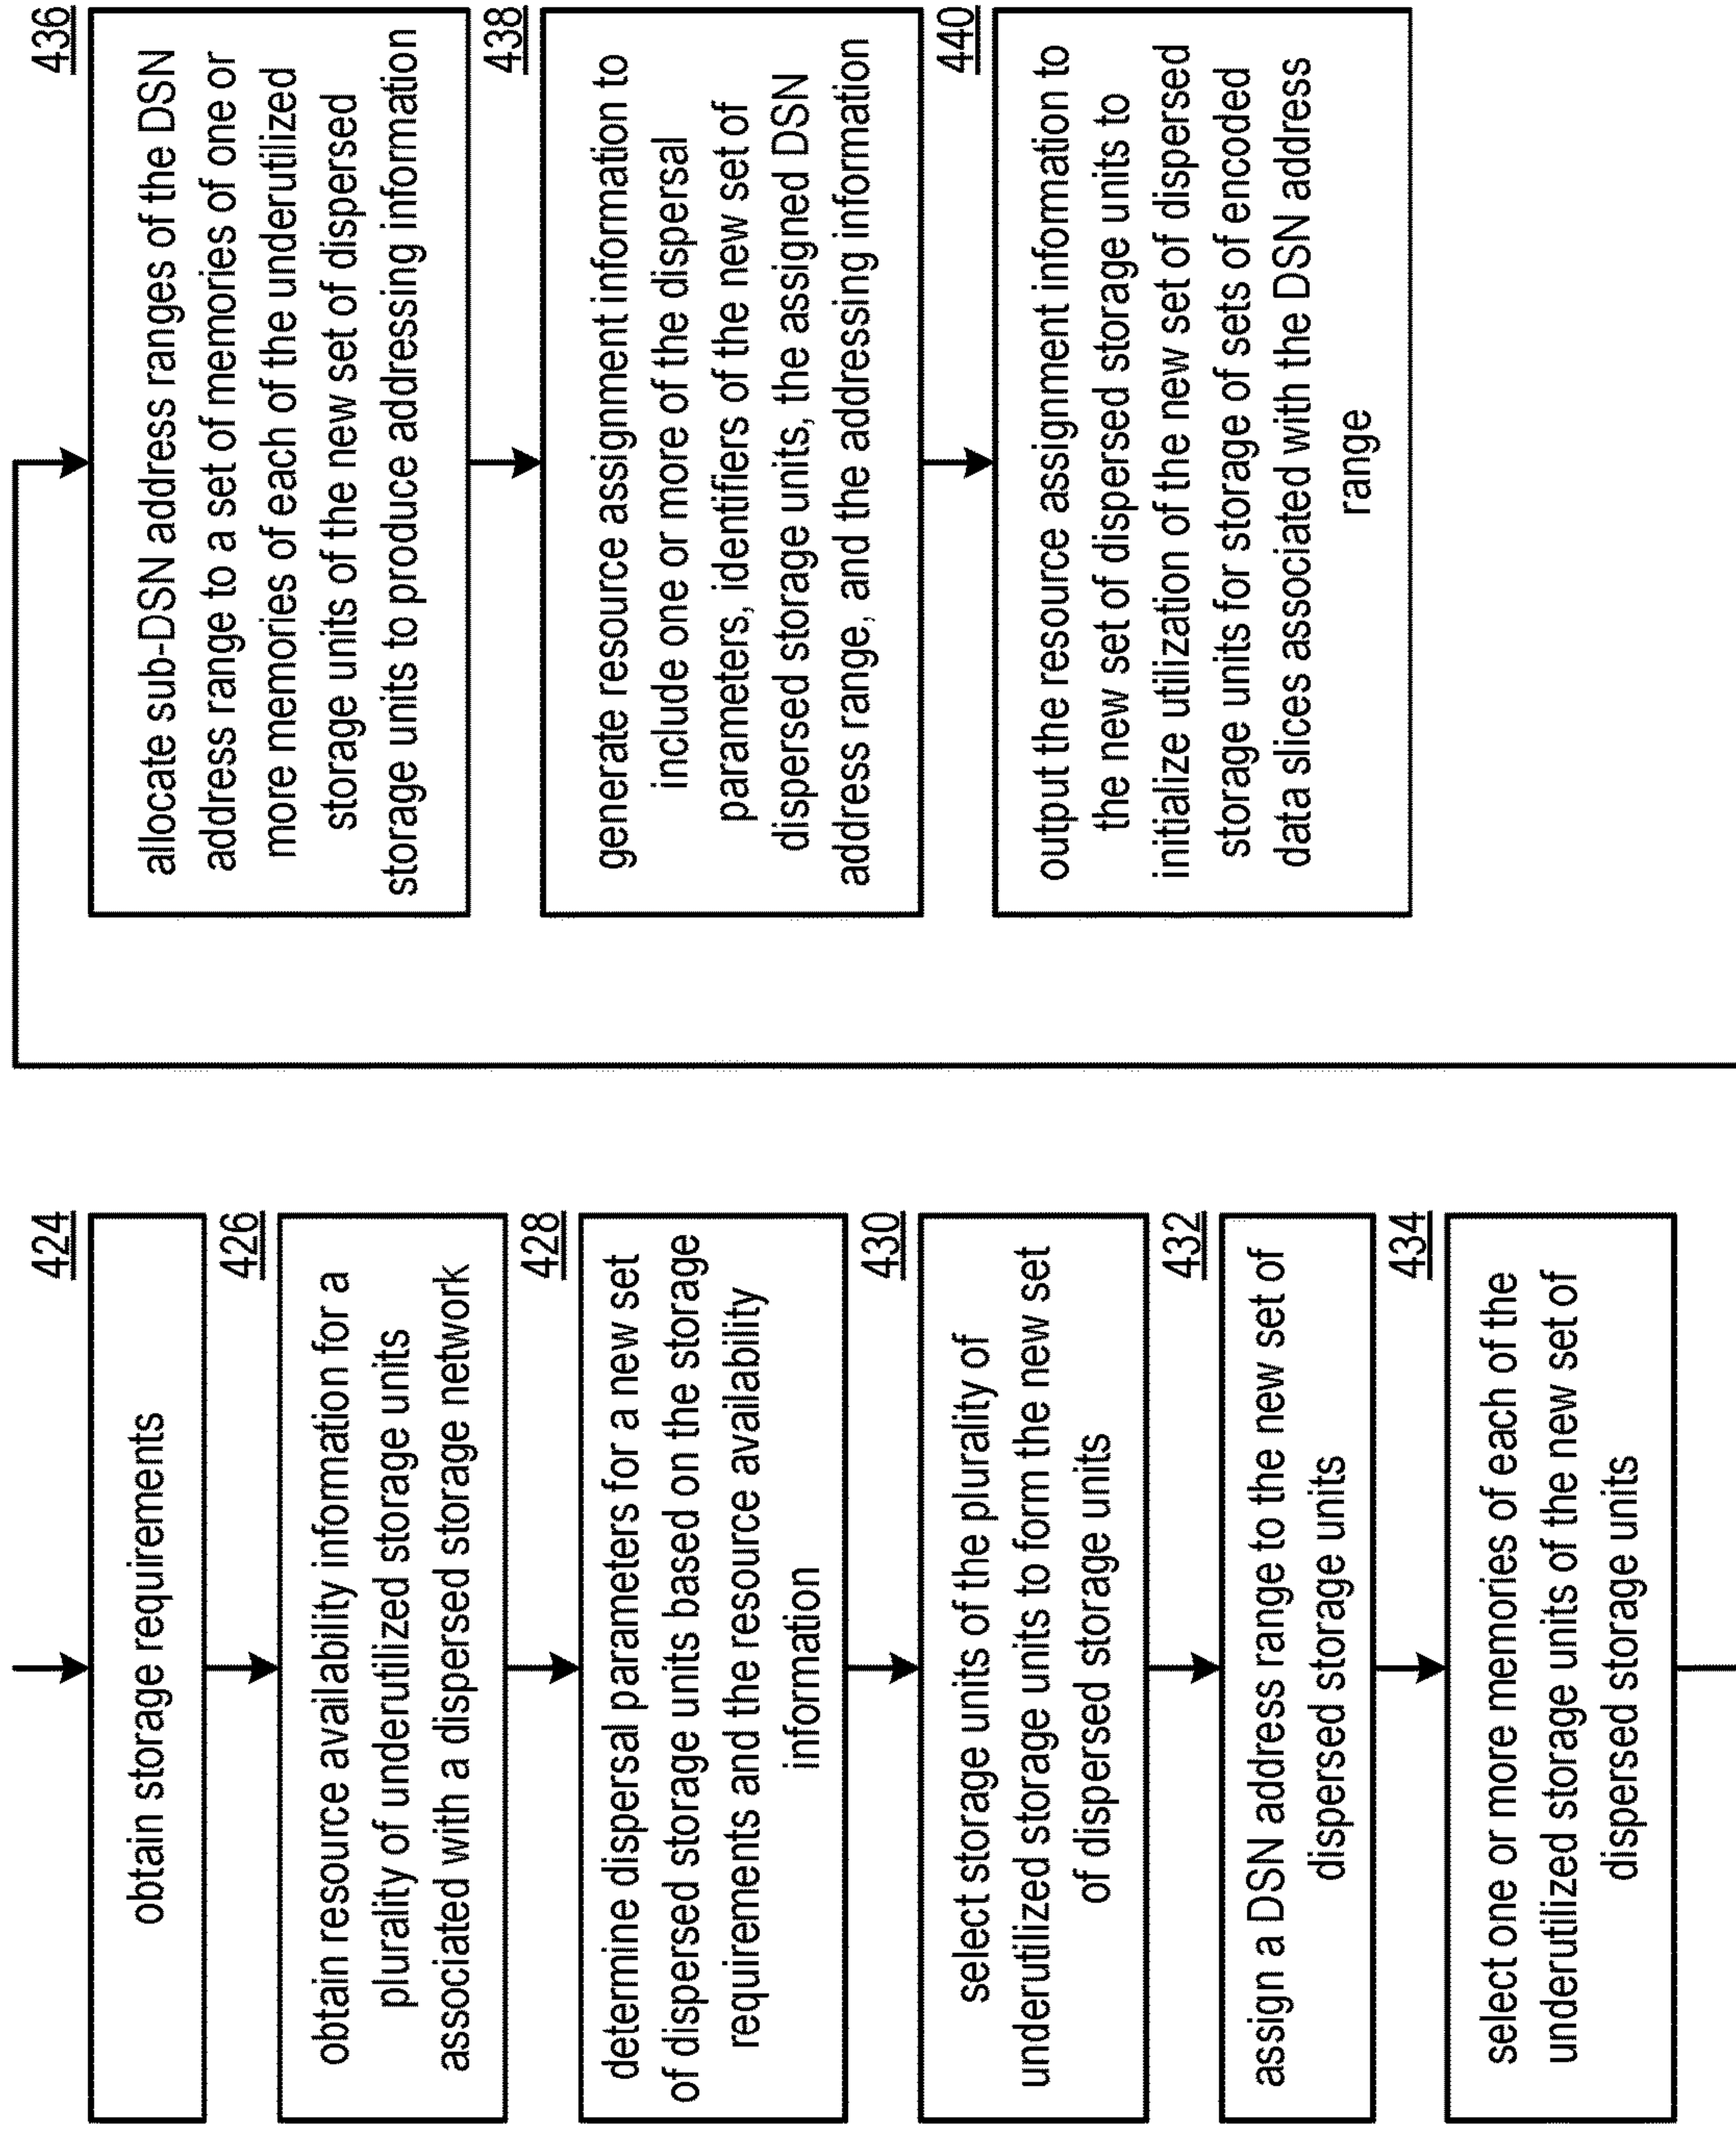 424
obtain storage requirements
426
obtain resource availability information for a
plurality of underutilized storage units
associated with a dispersed storage network
428
determine dispersal parameters for a new set
of dispersed storage units based on the storage
requirements and the resource availability
information
430
select storage units of the plurality of
underutilized storage units to form the new set
of dispersed storage units
432
assign a DSN address range to the new set of
dispersed storage units
434
select one or more memories of each of the
underutilized storage units of the new set of
dispersed storage units
436
allocate sub-DSN address ranges of the DSN
address range to a set of memories of one or
more memories of each of the underutilized
storage units of the new set of dispersed
storage units to produce addressing information
438
generate resource assignment information to
include one or more of the dispersal
parameters, identifiers of the new set of
dispersed storage units, the assigned DSN
address range, and the addressing information
440
output the resource assignment information to
the new set of dispersed storage units to
initialize utilization of the new set of dispersed
storage units for storage of sets of encoded
data slices associated with the DSN address
range